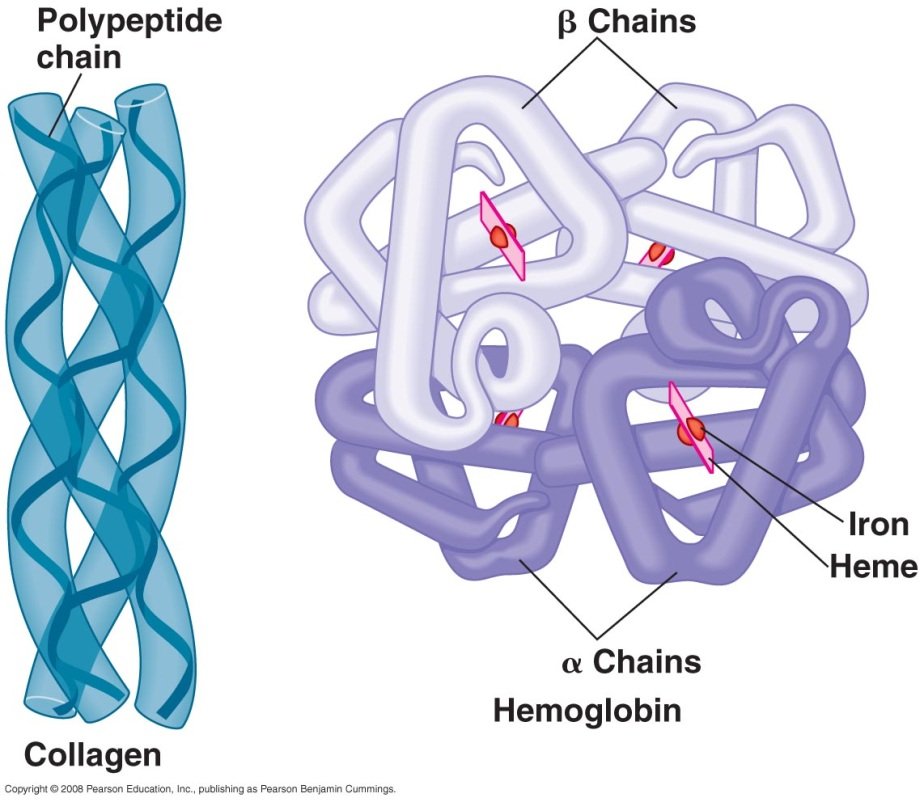 Polypeptide
chain
β Chains
Iron
Heme
α Chains
Hemoglobin
Collagen
Copyright © 2008 Pearson Education, Inc., publishing as Pearson Benjamin Cummings.